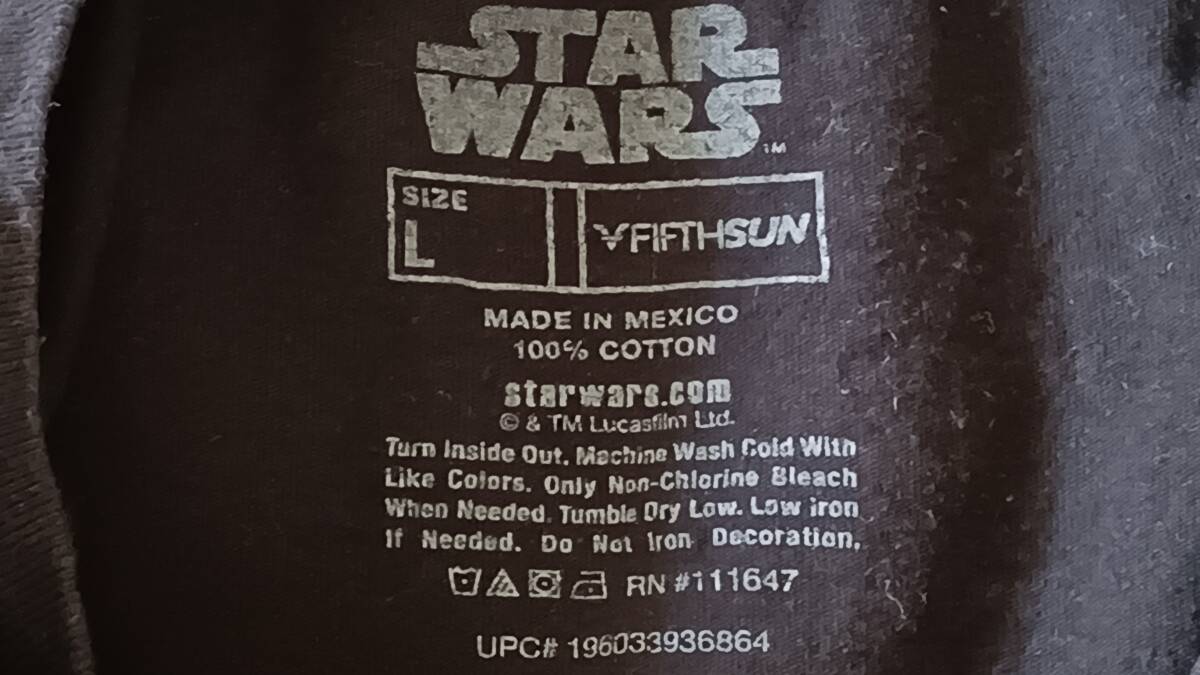 STAR
WARS™
SIZE
L
FIFTHSUN
MADE IN MEXICO
100% COTTON
starwars.com
© & TM Lucasfilm Ltd.
Turn Inside Out. Machine Wash Cold With
Like Colors. Only Non-Chlorine Bleach
When Needed. Tumble Dry Low. Low iron
If Needed. Do Not Iron Decoration.
RN #111647
UPC# 196033936864